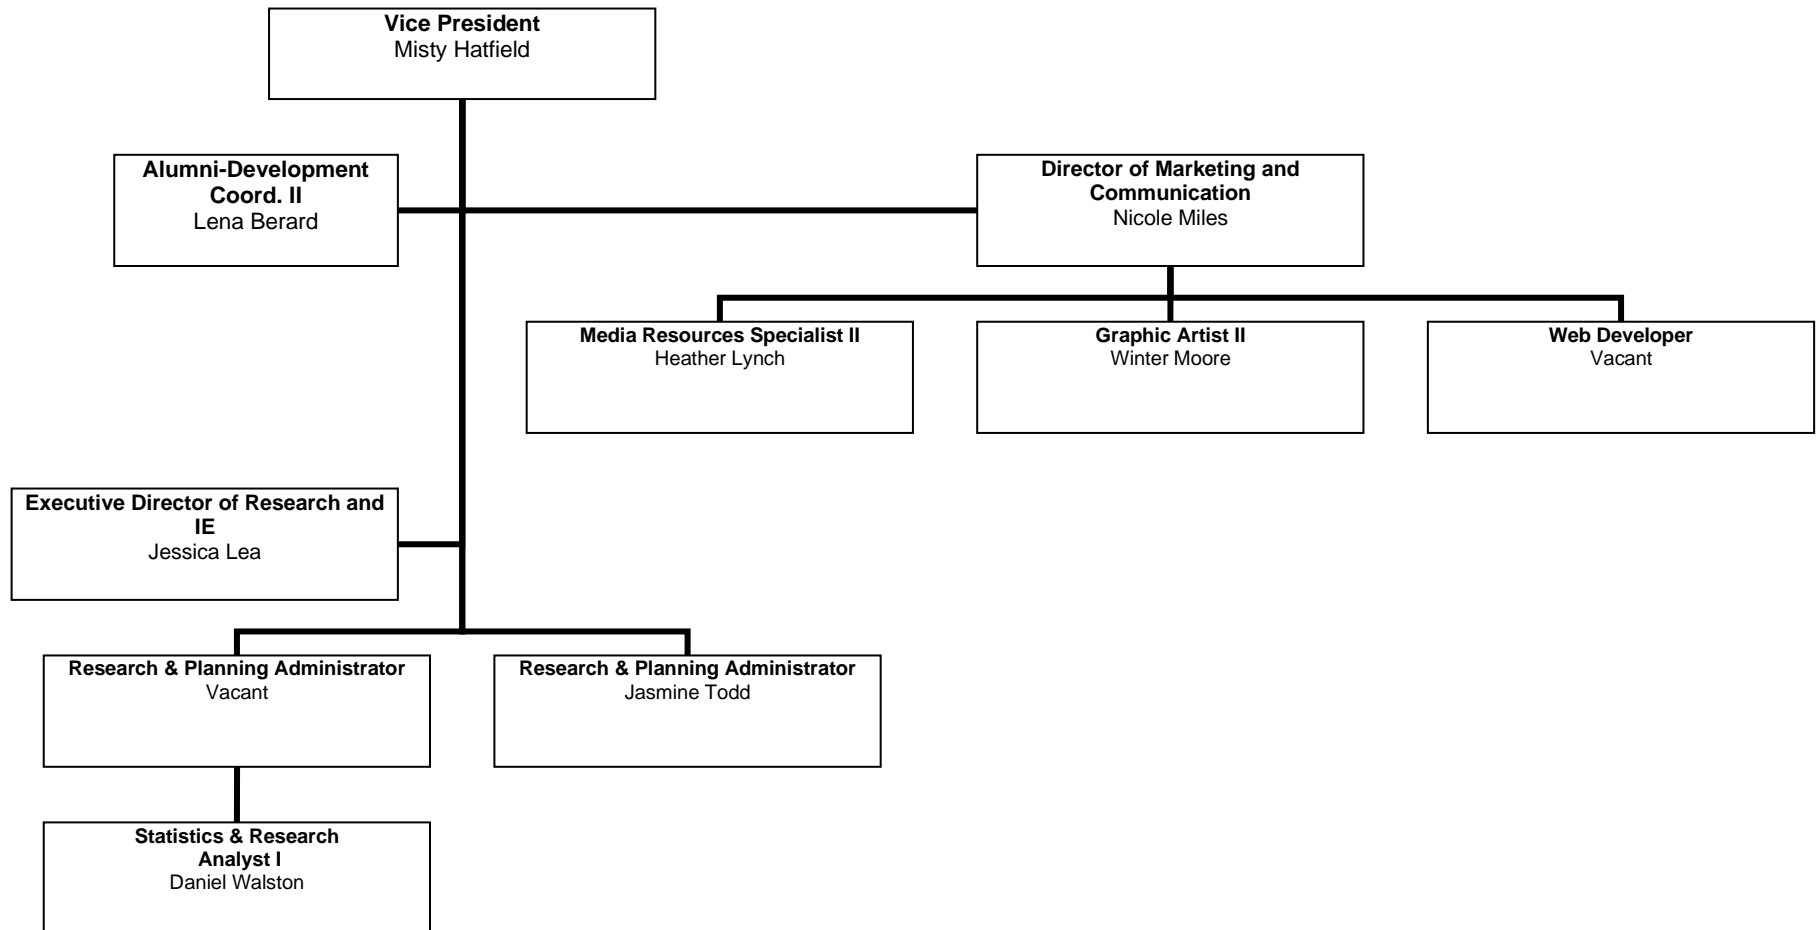 Vice President
Misty Hatfield
Alumni-Development
Coord. II
Lena Berard
Director of Marketing and
Communication
Nicole Miles
Media Resources Specialist II
Heather Lynch
Graphic Artist II
Winter Moore
Web Developer
Vacant
Executive Director of Research and
IE
Jessica Lea
Research & Planning Administrator
Vacant
Research & Planning Administrator
Jasmine Todd
Statistics & Research
Analyst I
Daniel Walston